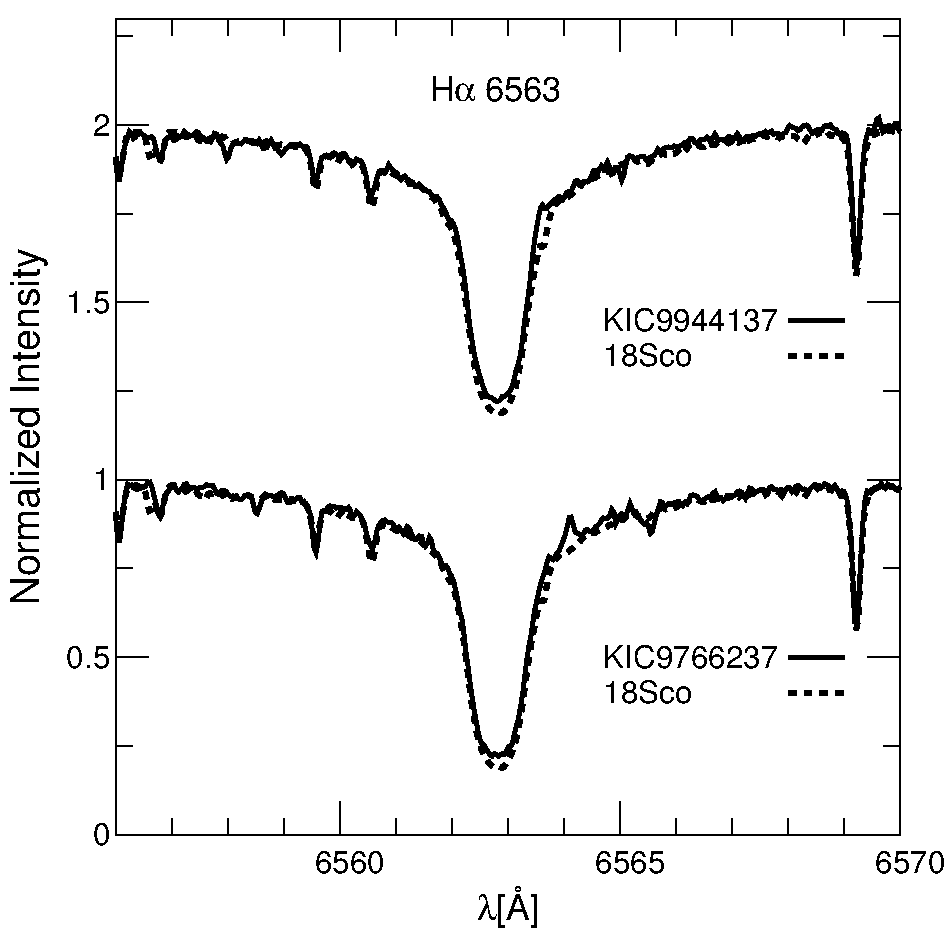 Hα 6563
2
1.5
1
0.5
0
Normalized Intensity
KIC9944137
18Sco
KIC9766237
18Sco
6560
6565
6570
λ[Å]